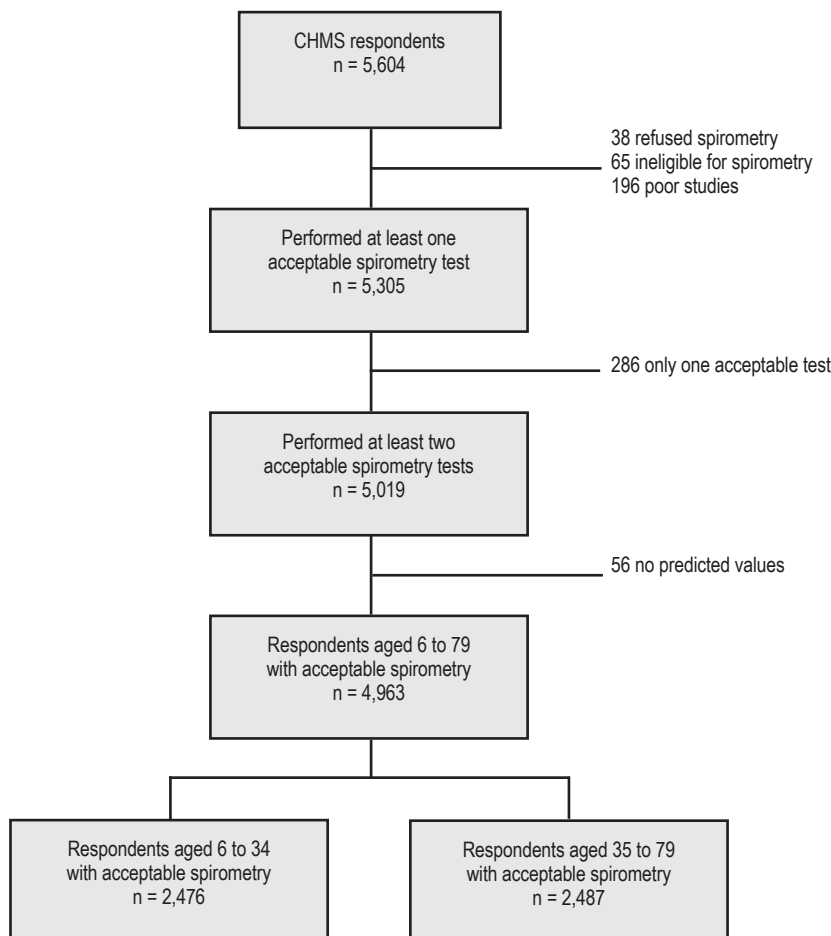 CHMS respondents
n = 5,604
38 refused spirometry
65 ineligible for spirometry
196 poor studies
Performed at least one
acceptable spirometry test
n = 5,305
286 only one acceptable test
Performed at least two
acceptable spirometry tests
n = 5,019
56 no predicted values
Respondents aged 6 to 79
with acceptable spirometry
n = 4,963
Respondents aged 6 to 34
with acceptable spirometry
n = 2,476
Respondents aged 35 to 79
with acceptable spirometry
n = 2,487